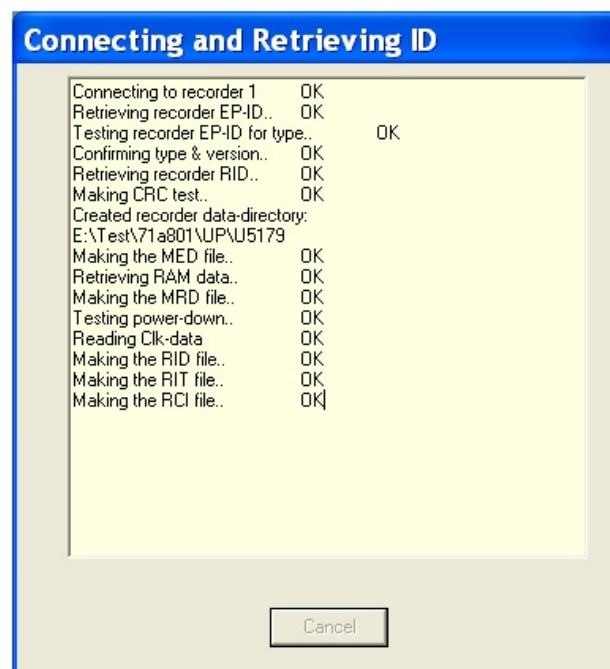 Connecting and Retrieving ID
Connecting to recorder 1 OK
Retrieving recorder EP-ID.. OK
Testing recorder EP-ID for type.. OK
Confirming type & version.. OK
Retrieving recorder RID.. OK
Making CRC test.. OK
Created recorder data-directory:
E:\Test\71a801\UP\U5179
Making the MED file.. OK
Retrieving RAM data.. OK
Making the MRD file.. OK
Testing power-down.. OK
Reading Clk-data OK
Making the RID file.. OK
Making the RIT file.. OK
Making the RCI file.. OK
Cancel